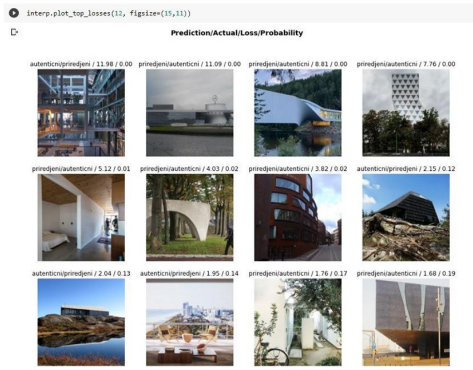 interp.plot_top_losses(12, figsize=(15,11))
Prediction/Actual/Loss/Probability
autenticni/priredjeni / 11.98 / 0.00
priredjeni/autenticni / 11.09 / 0.00
priredjeni/autenticni / 8.81 / 0.00
priredjeni/autenticni / 7.76 / 0.00
priredjeni/autenticni / 5.12 / 0.01
priredjeni/autenticni / 4.03 / 0.02
priredjeni/autenticni / 3.82 / 0.02
autenticni/priredjeni / 2.15 / 0.12
autenticni/priredjeni / 2.04 / 0.13
autenticni/priredjeni / 1.95 / 0.14
priredjeni/autenticni / 1.76 / 0.17
priredjeni/autenticni / 1.68 / 0.19